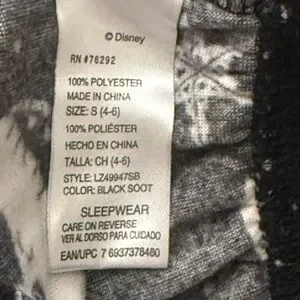 © Disney
RN #76292
100% POLYESTER
MADE IN CHINA
SIZE: S (4-6)
100% POLIÉSTER
HECHO EN CHINA
TALLA: CH (4-6)
STYLE: LZ49947SB
COLOR: BLACK SOOT
SLEEPWEAR
CARE ON REVERSE
VER AL DORSO PARA CUIDADO
EAN/UPC 7 6937378480